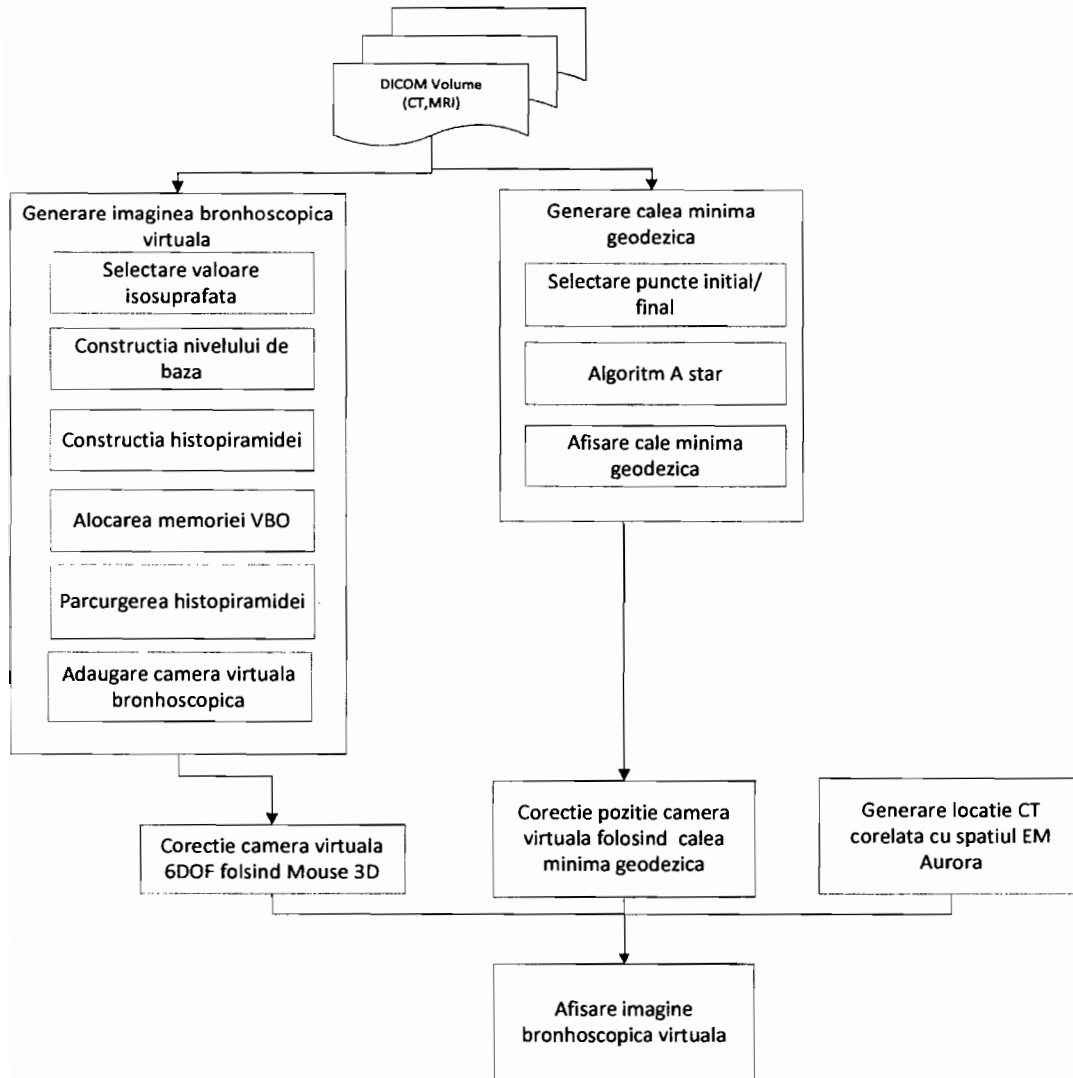 DICOM Volume
(CT,MRI)
Generare imaginea bronhoscopica
virtuala
Selectare valoare
isosuprafata
Constructia nivelului de
baza
Constructia histopiramidei
Alocarea memoriei VBO
Parcurgerea histopiramidei
Adaugare camera virtuala
bronhoscopica
Generare calea minima
geodezica
Selectare puncte initial/
final
Algoritm A star
Afisare cale minima
geodezica
Corectie camera virtuala
6DOF folsind Mouse 3D
Corectie pozitie camera
virtuala folosind calea
minima geodezica
Generare locatie CT
corelata cu spatiul EM
Aurora
Afisare imagine
bronhoscopica virtuala